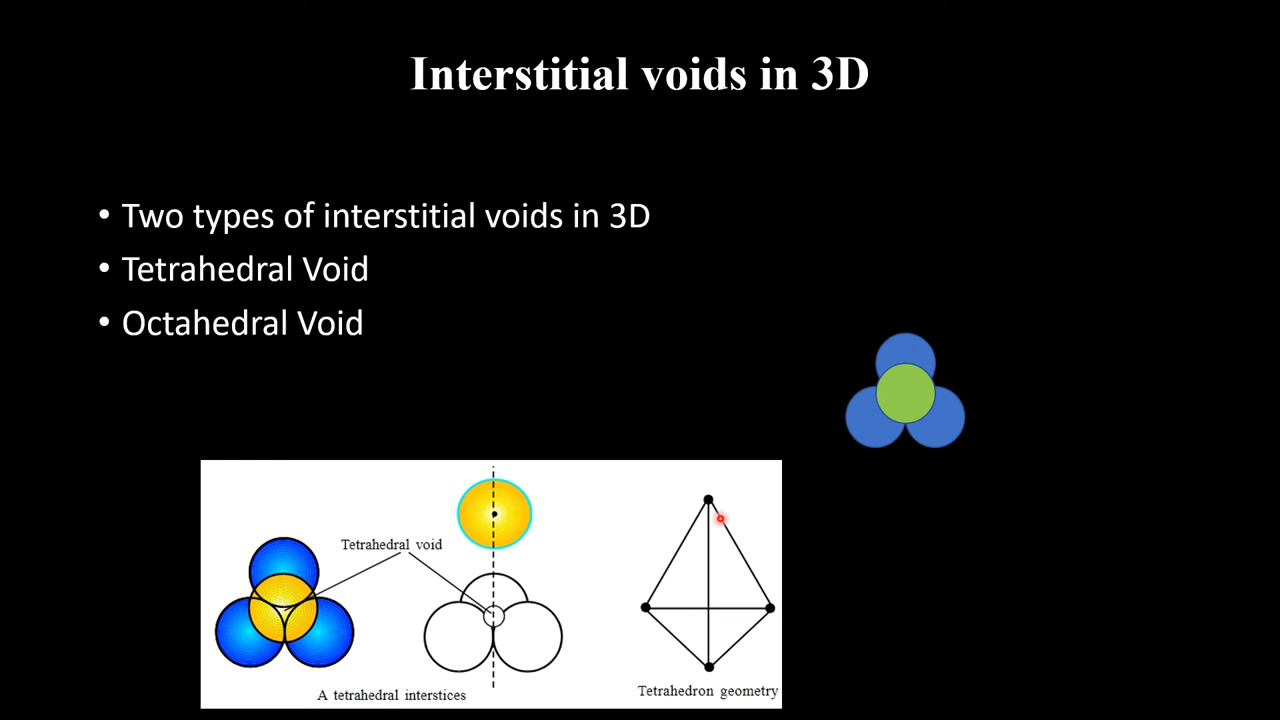 Interstitial voids in 3D
• Two types of interstitial voids in 3D
• Tetrahedral Void
• Octahedral Void
Tetrahedral void
A tetrahedral interstices
Tetrahedron geometry